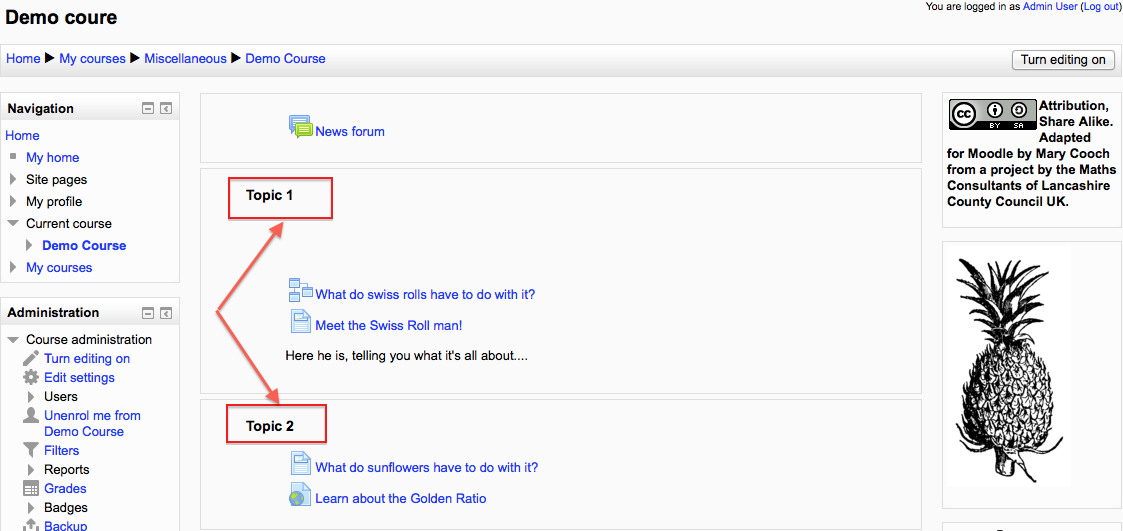 You are logged in as Admin User (Log out)
Demo coure
Home ▶ My courses ▶ Miscellaneous ▶ Demo Course
Turn editing on
Navigation
Home
My home
Site pages
My profile
Current course
Demo Course
My courses
Administration
Course administration
Turn editing on
Edit settings
Users
Unenrol me from
Demo Course
Filters
Reports
Grades
Badges
Backup
News forum
Topic 1
What do swiss rolls have to do with it?
Meet the Swiss Roll man!
Here he is, telling you what it's all about....
Topic 2
What do sunflowers have to do with it?
Learn about the Golden Ratio
cc BY SA
Attribution,
Share Alike.
Adapted
for Moodle by Mary Cooch
from a project by the Maths
Consultants of Lancashire
County Council UK.